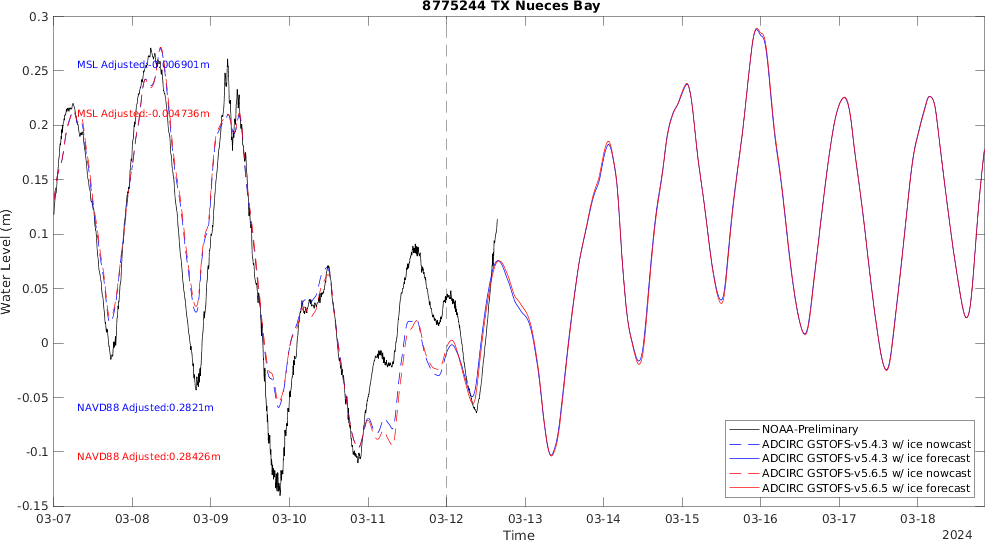 8775244 TX Nueces Bay
0.3
0.25
0.2
0.15
0.1
0.05
0
-0.05
-0.1
-0.15
Water Level (m)
MSL Adjusted:-0.006901m
MSL Adjusted:-0.004736m
NAVD88 Adjusted:0.2821m
NAVD88 Adjusted:0.28426m
NOAA-Preliminary
ADCIRC GSTOFS-v5.4.3 w/ ice nowcast
ADCIRC GSTOFS-v5.4.3 w/ ice forecast
ADCIRC GSTOFS-v5.6.5 w/ ice nowcast
ADCIRC GSTOFS-v5.6.5 w/ ice forecast
03-07 03-08 03-09 03-10 03-11 03-12 03-13 03-14 03-15 03-16 03-17 03-18
Time
2024